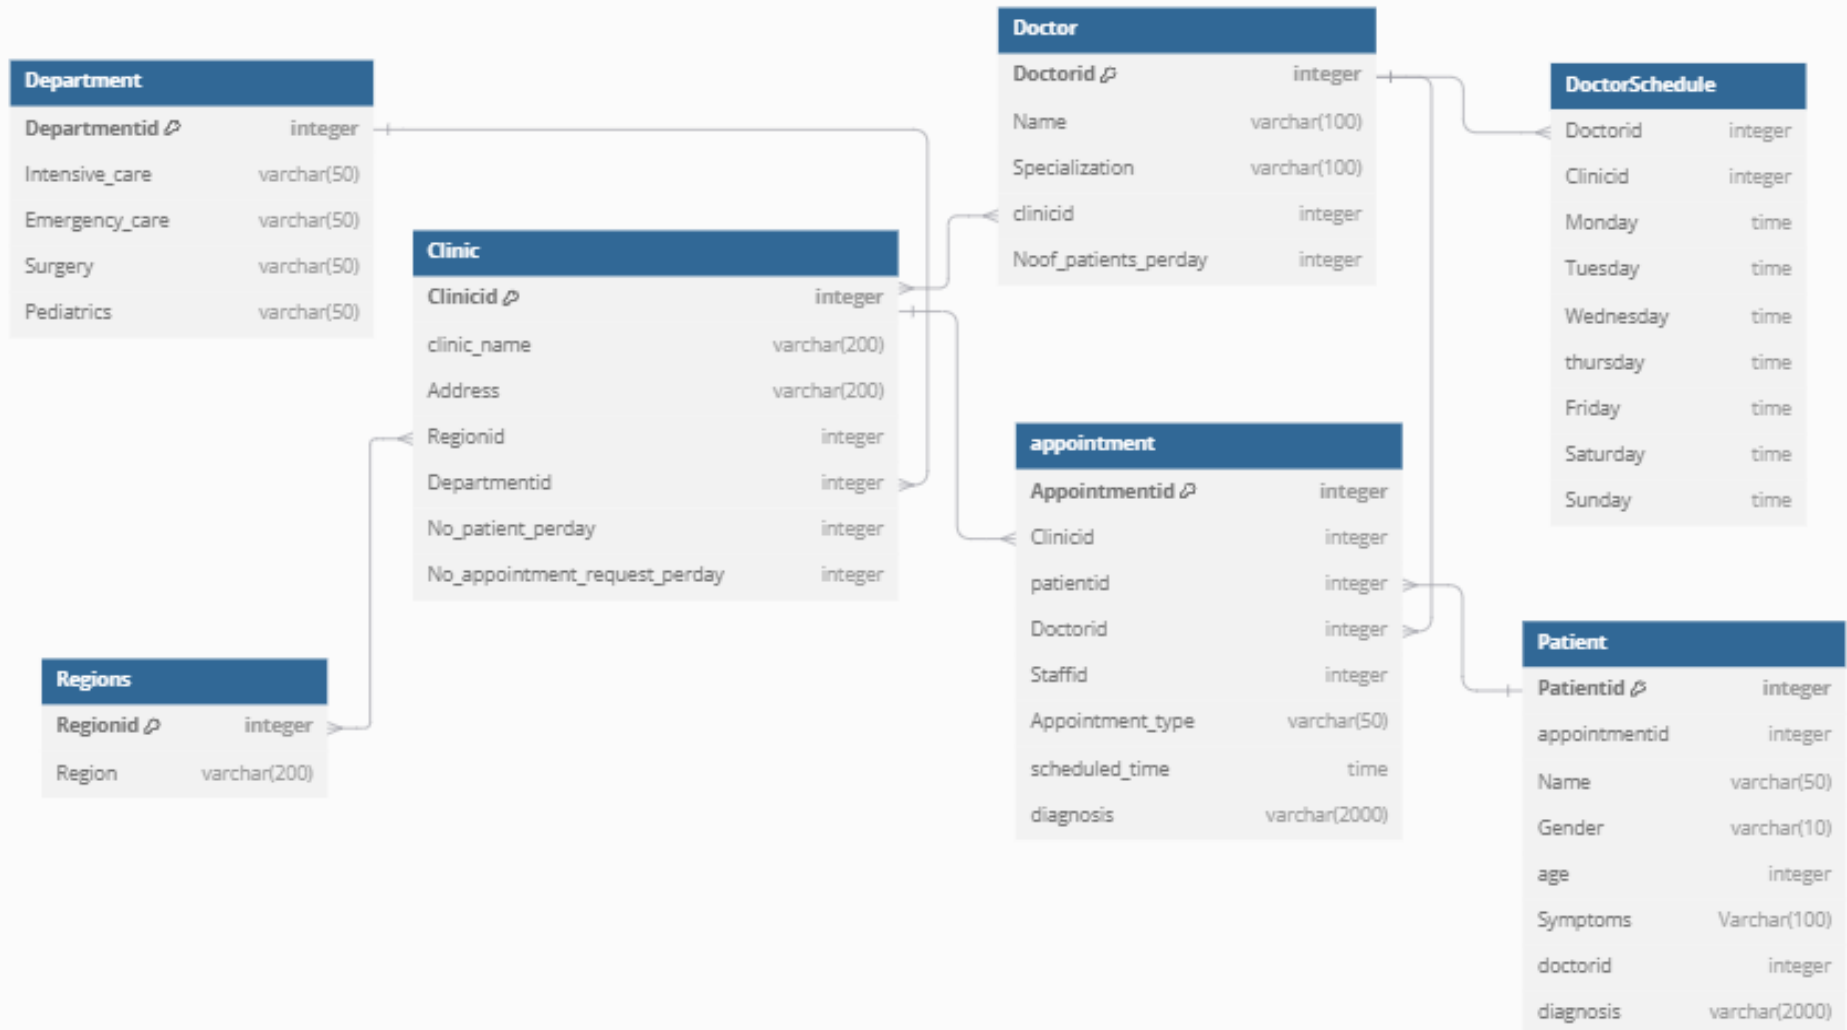 Department
Departmentid integer
Intensive_care varchar(50)
Emergency_care varchar(50)
Surgery varchar(50)
Pediatrics varchar(50)
Clinic
Clinicid integer
clinic_name varchar(200)
Address varchar(200)
Regionid integer
Departmentid integer
No_patient_perday integer
No_appointment_request_perday integer
Regions
Regionid integer
Region varchar(200)
Doctor
Doctorid integer
Name varchar(100)
Specialization varchar(100)
clinicid integer
Noof_patients_perday integer
DoctorSchedule
Doctorid integer
Clinicid integer
Monday time
Tuesday time
Wednesday time
thursday time
Friday time
Saturday time
Sunday time
appointment
Appointmentid integer
Clinicid integer
patientid integer
Doctorid integer
Staffid integer
Appointment_type varchar(50)
scheduled_time time
diagnosis varchar(2000)
Patient
Patientid integer
appointmentid integer
Name varchar(50)
Gender varchar(10)
age integer
Symptoms Varchar(100)
doctorid integer
diagnosis varchar(2000)